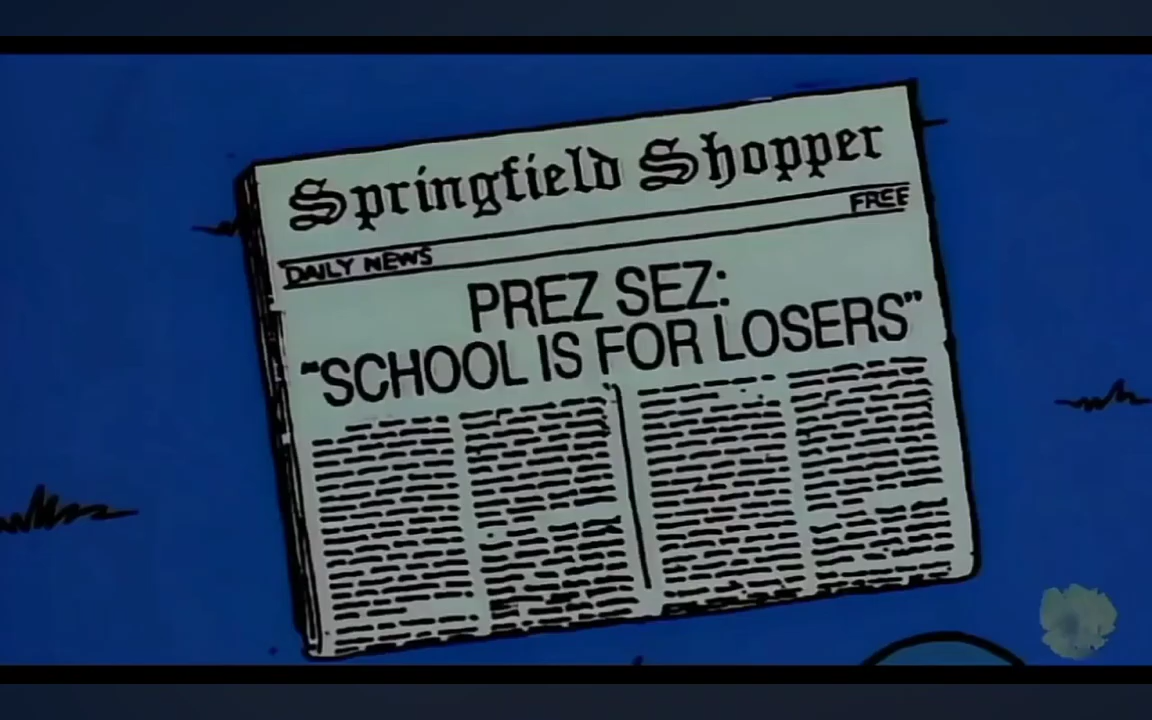 Springfield Shopper
FREE
DAILY NEWS
PREZ SEZ:
"SCHOOL IS FOR LOSERS"